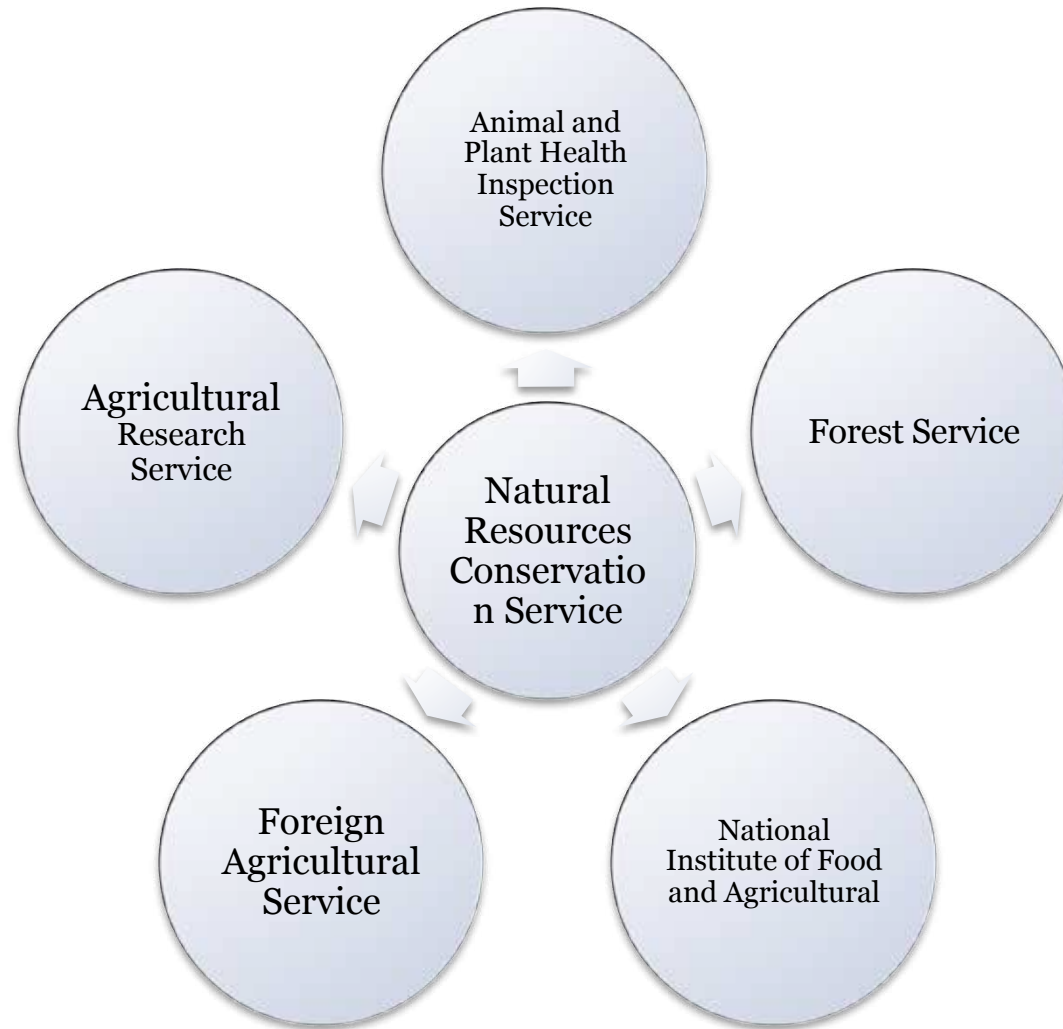 Animal and
Plant Health
Inspection
Service
Agricultural
Research
Service
Forest Service
Natural
Resources
Conservatio
n Service
Foreign
Agricultural
Service
National
Institute of Food
and Agricultural